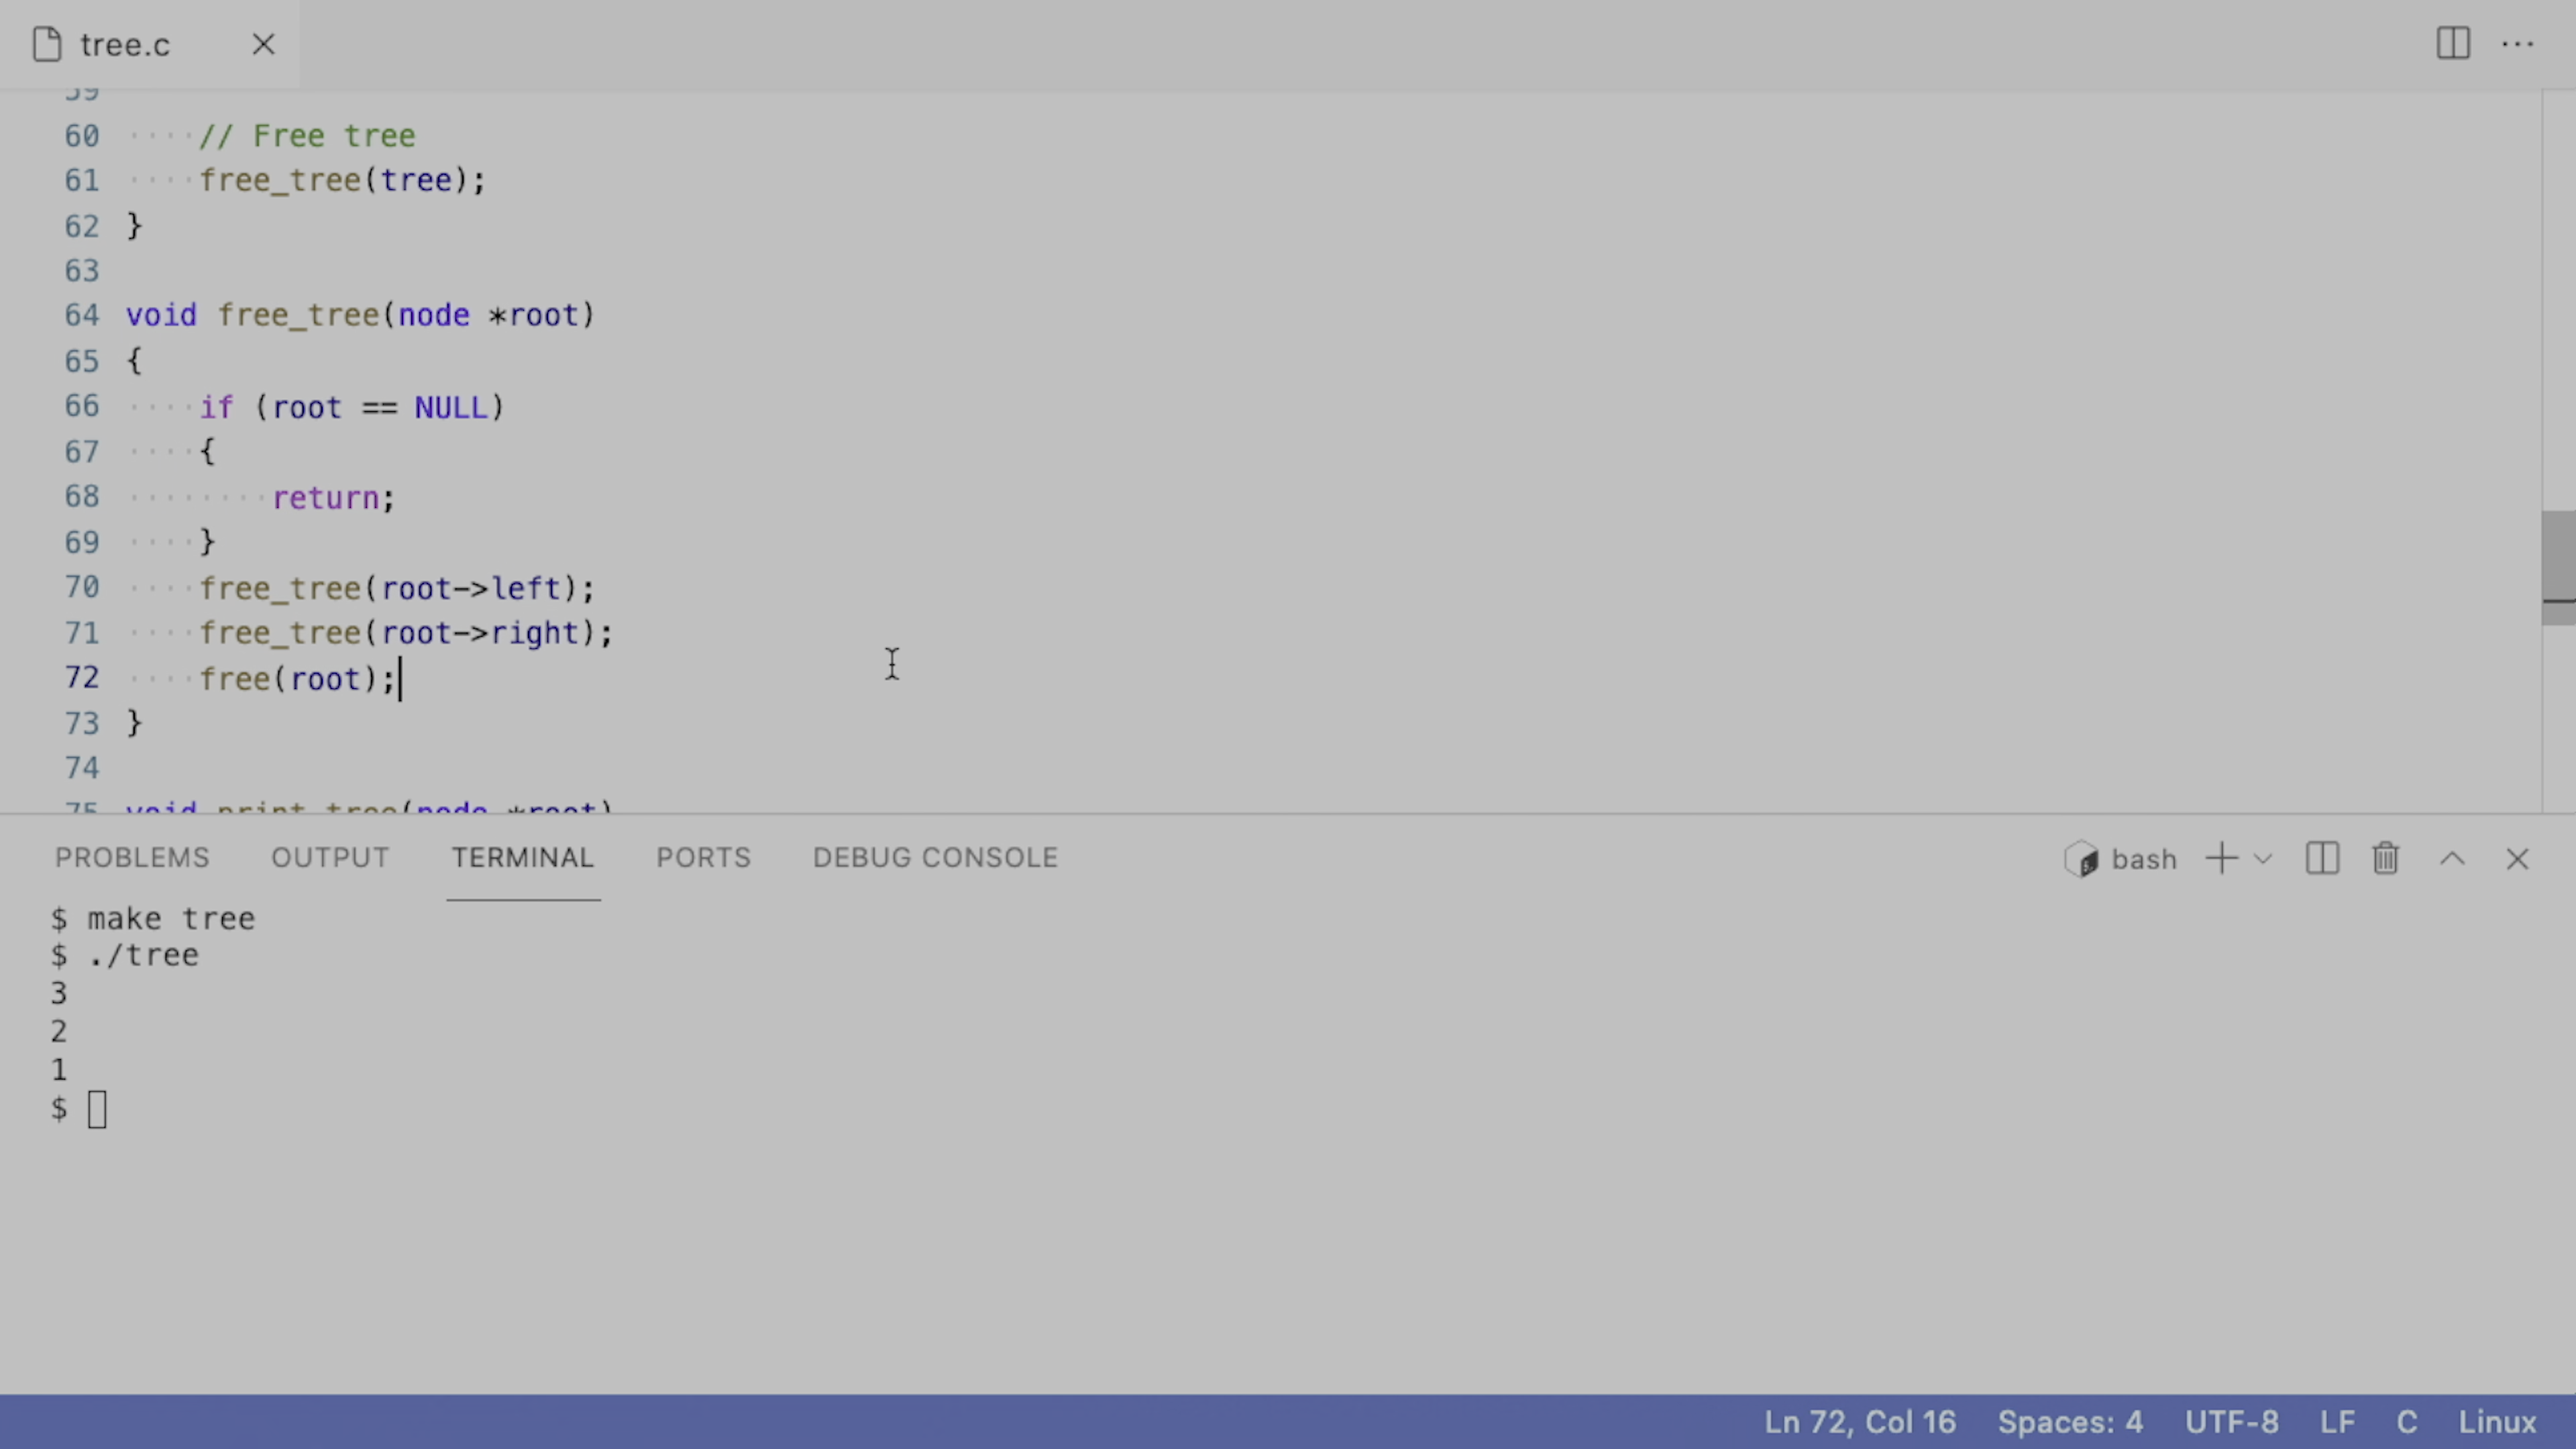 tree.c
59
60 // Free tree
61 free_tree(tree);
62 }
63
64 void free_tree(node *root)
65 {
66 if (root == NULL)
67 {
68 return;
69 }
70 free_tree(root->left);
71 free_tree(root->right);
72 free(root);
73 }
74
75 void print_tree(node *root)
PROBLEMS OUTPUT TERMINAL PORTS DEBUG CONSOLE bash
$ make tree
$ ./tree
3
2
1
$
Ln 72, Col 16 Spaces: 4 UTF-8 LF C Linux